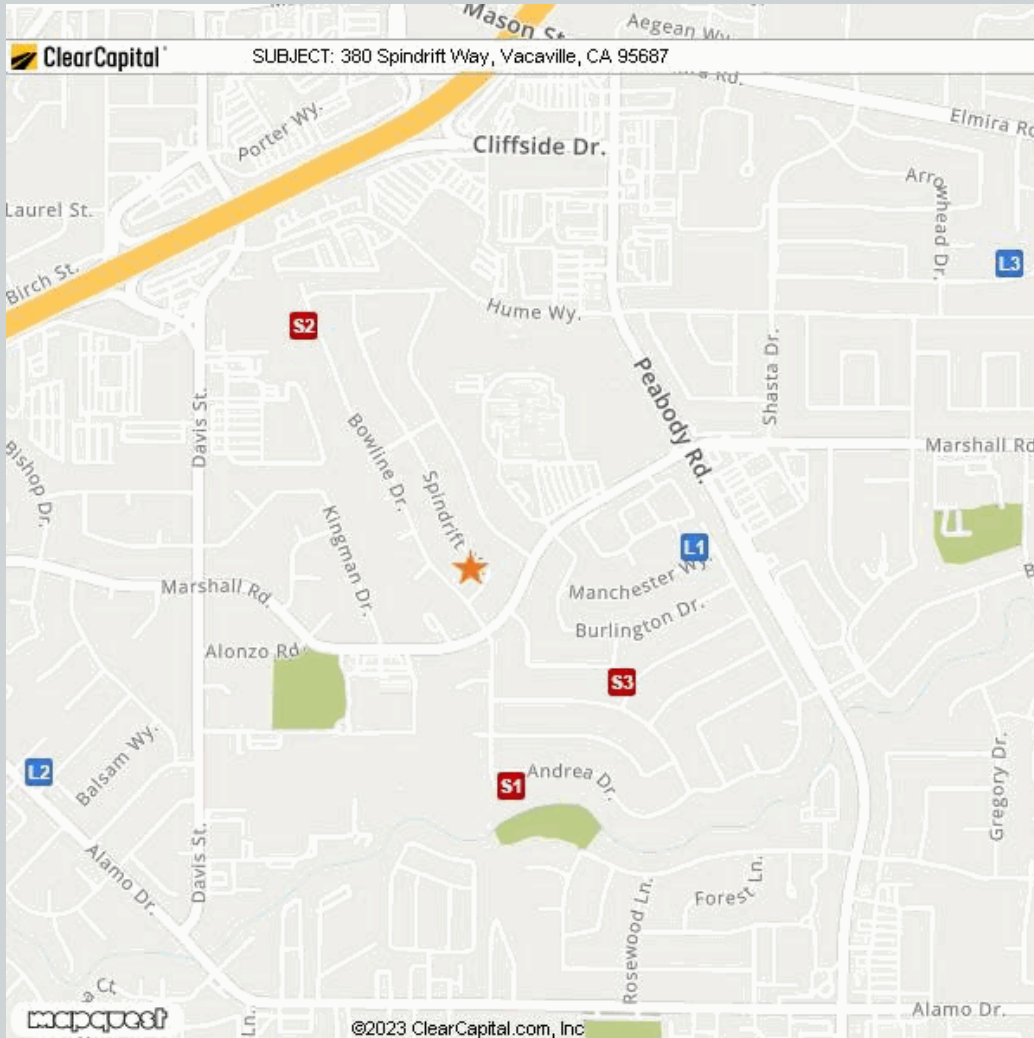 Mason St.
Aegean Wy.
ClearCapital®
SUBJECT: 380 Spindrift Way, Vacaville, CA 95687
Rd.
Elmira Rd.
Porter Wy.
Cliffside Dr.
Arrowhead Dr.
Laurel St.
L3
Birch St.
S2
Hume Wy.
Shasta Dr.
Peabody Rd.
Davis St.
Bowline Dr.
Marshall Rd
Bishop Dr.
Spindrift
Kingman Dr.
L1
Marshall Rd.
Manchester Wy.
B
Burlington Dr.
Alonzo Rd.
S3
Gregory Dr.
Balsam Wy.
L2
S1
Andrea Dr.
Alamo Dr.
Davis St.
Forest Ln.
Rosewood Ln.
a Ct
Ln.
Alamo Dr.
mapquest
©2023 ClearCapital.com, Inc